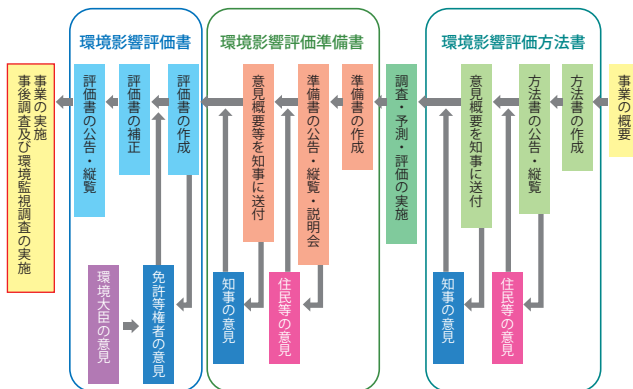 環境影響評価方法書
環境影響評価準備書
環境影響評価書
事業の概要
方法書の作成
方法書の公告・縦覧
意見概要を知事に送付
住民等の意見
知事の意見
調査・予測・評価の実施
準備書の作成
準備書の公告・縦覧・説明会
意見概要等を知事に送付
住民等の意見
知事の意見
評価書の作成
評価書の補正
評価書の公告・縦覧
免許等権者の意見
環境大臣の意見
事業の実施
事後調査及び環境監視調査の実施